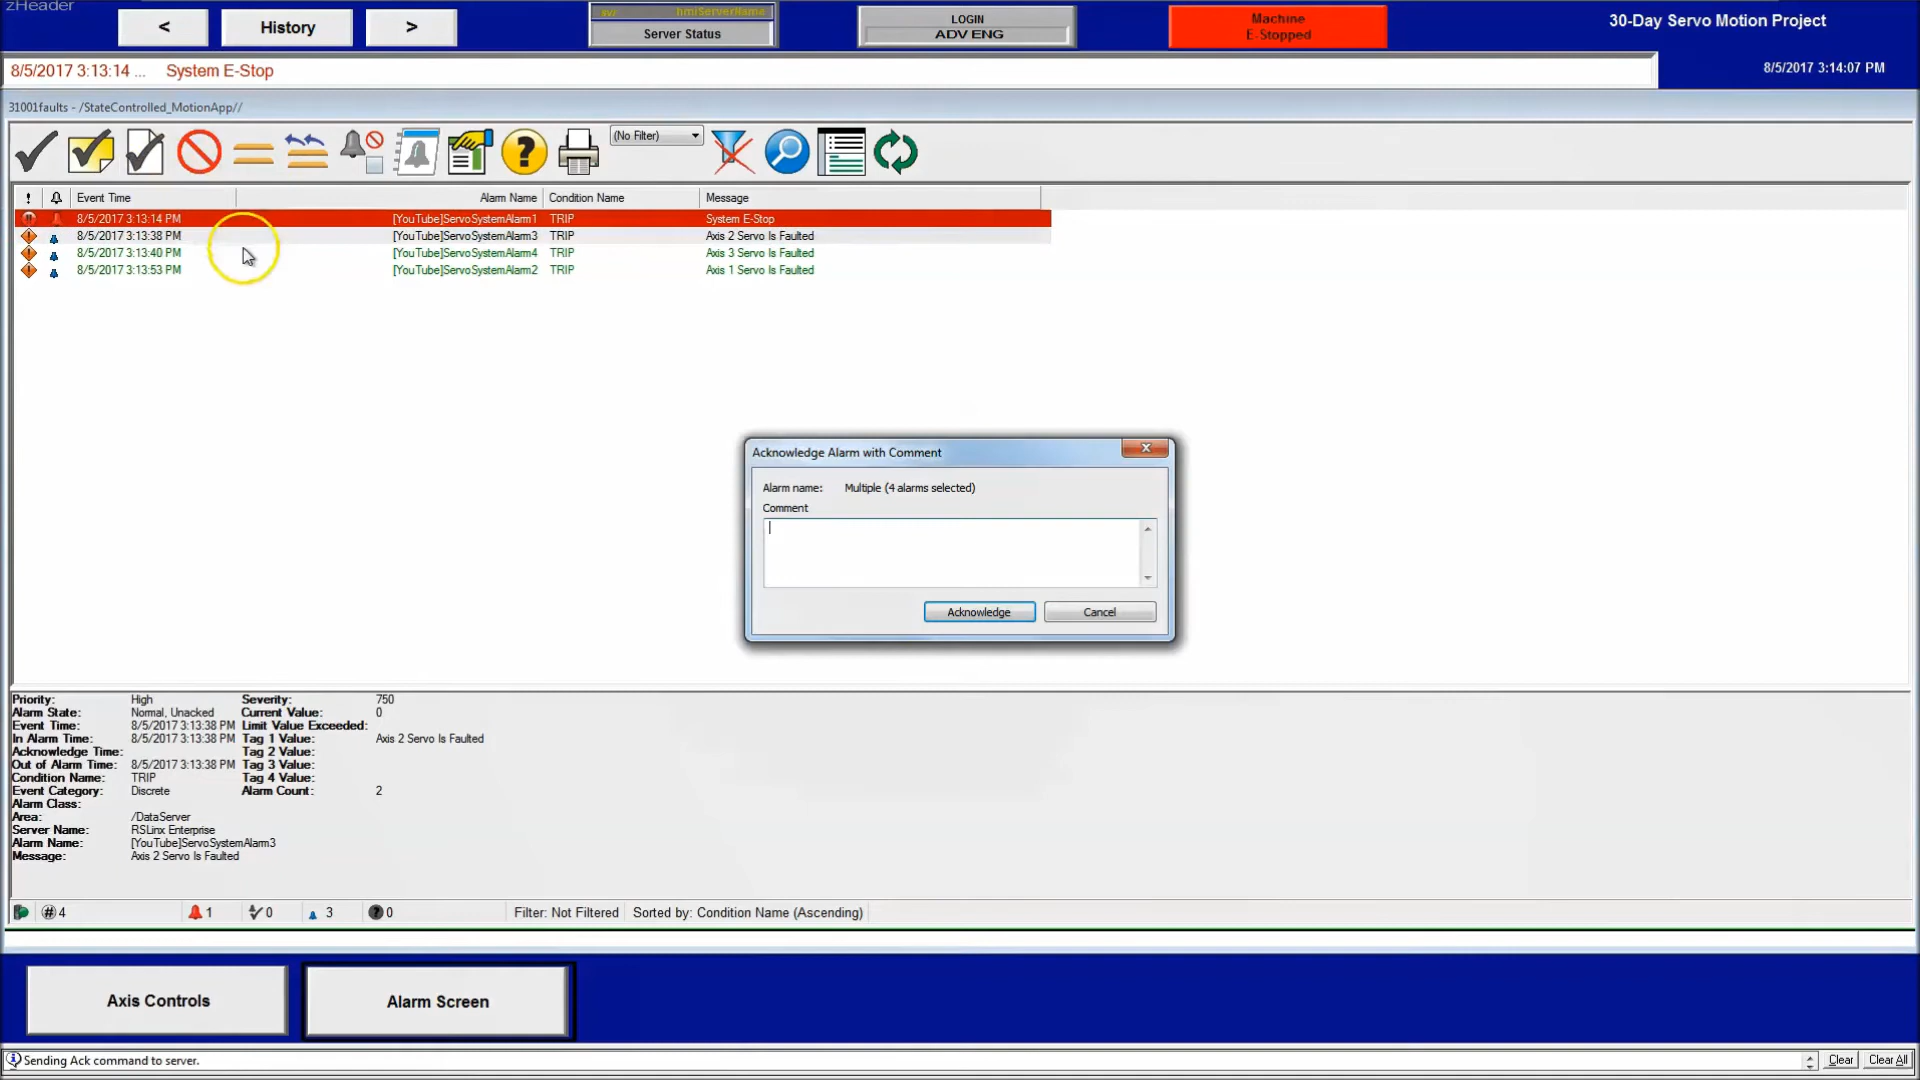 zHeader
<
History
>
svr hmiServerName
Server Status
LOGIN
ADV ENG
Machine
E-Stopped
30-Day Servo Motion Project
8/5/2017 3:13:14 ... System E-Stop
8/5/2017 3:14:07 PM
31001faults - /StateControlled_MotionApp//
(No Filter)
! Event Time Alarm Name Condition Name Message
8/5/2017 3:13:14 PM [YouTube]ServoSystemAlarm1 TRIP System E-Stop
8/5/2017 3:13:38 PM [YouTube]ServoSystemAlarm3 TRIP Axis 2 Servo Is Faulted
8/5/2017 3:13:40 PM [YouTube]ServoSystemAlarm4 TRIP Axis 3 Servo Is Faulted
8/5/2017 3:13:53 PM [YouTube]ServoSystemAlarm2 TRIP Axis 1 Servo Is Faulted
Acknowledge Alarm with Comment
Alarm name: Multiple (4 alarms selected)
Comment
Acknowledge Cancel
Priority: High Severity: 750
Alarm State: Normal, Unacked Current Value: 0
Event Time: 8/5/2017 3:13:38 PM Limit Value Exceeded:
In Alarm Time: 8/5/2017 3:13:38 PM Tag 1 Value: Axis 2 Servo Is Faulted
Acknowledge Time: Tag 2 Value:
Out of Alarm Time: 8/5/2017 3:13:38 PM Tag 3 Value:
Condition Name: TRIP Tag 4 Value:
Event Category: Discrete Alarm Count: 2
Alarm Class:
Area: /DataServer
Server Name: RSLinx Enterprise
Alarm Name: [YouTube]ServoSystemAlarm3
Message: Axis 2 Servo Is Faulted
# 4 1 0 3 ? 0 Filter: Not Filtered Sorted by: Condition Name (Ascending)
Axis Controls
Alarm Screen
Sending Ack command to server.
Clear Clear All